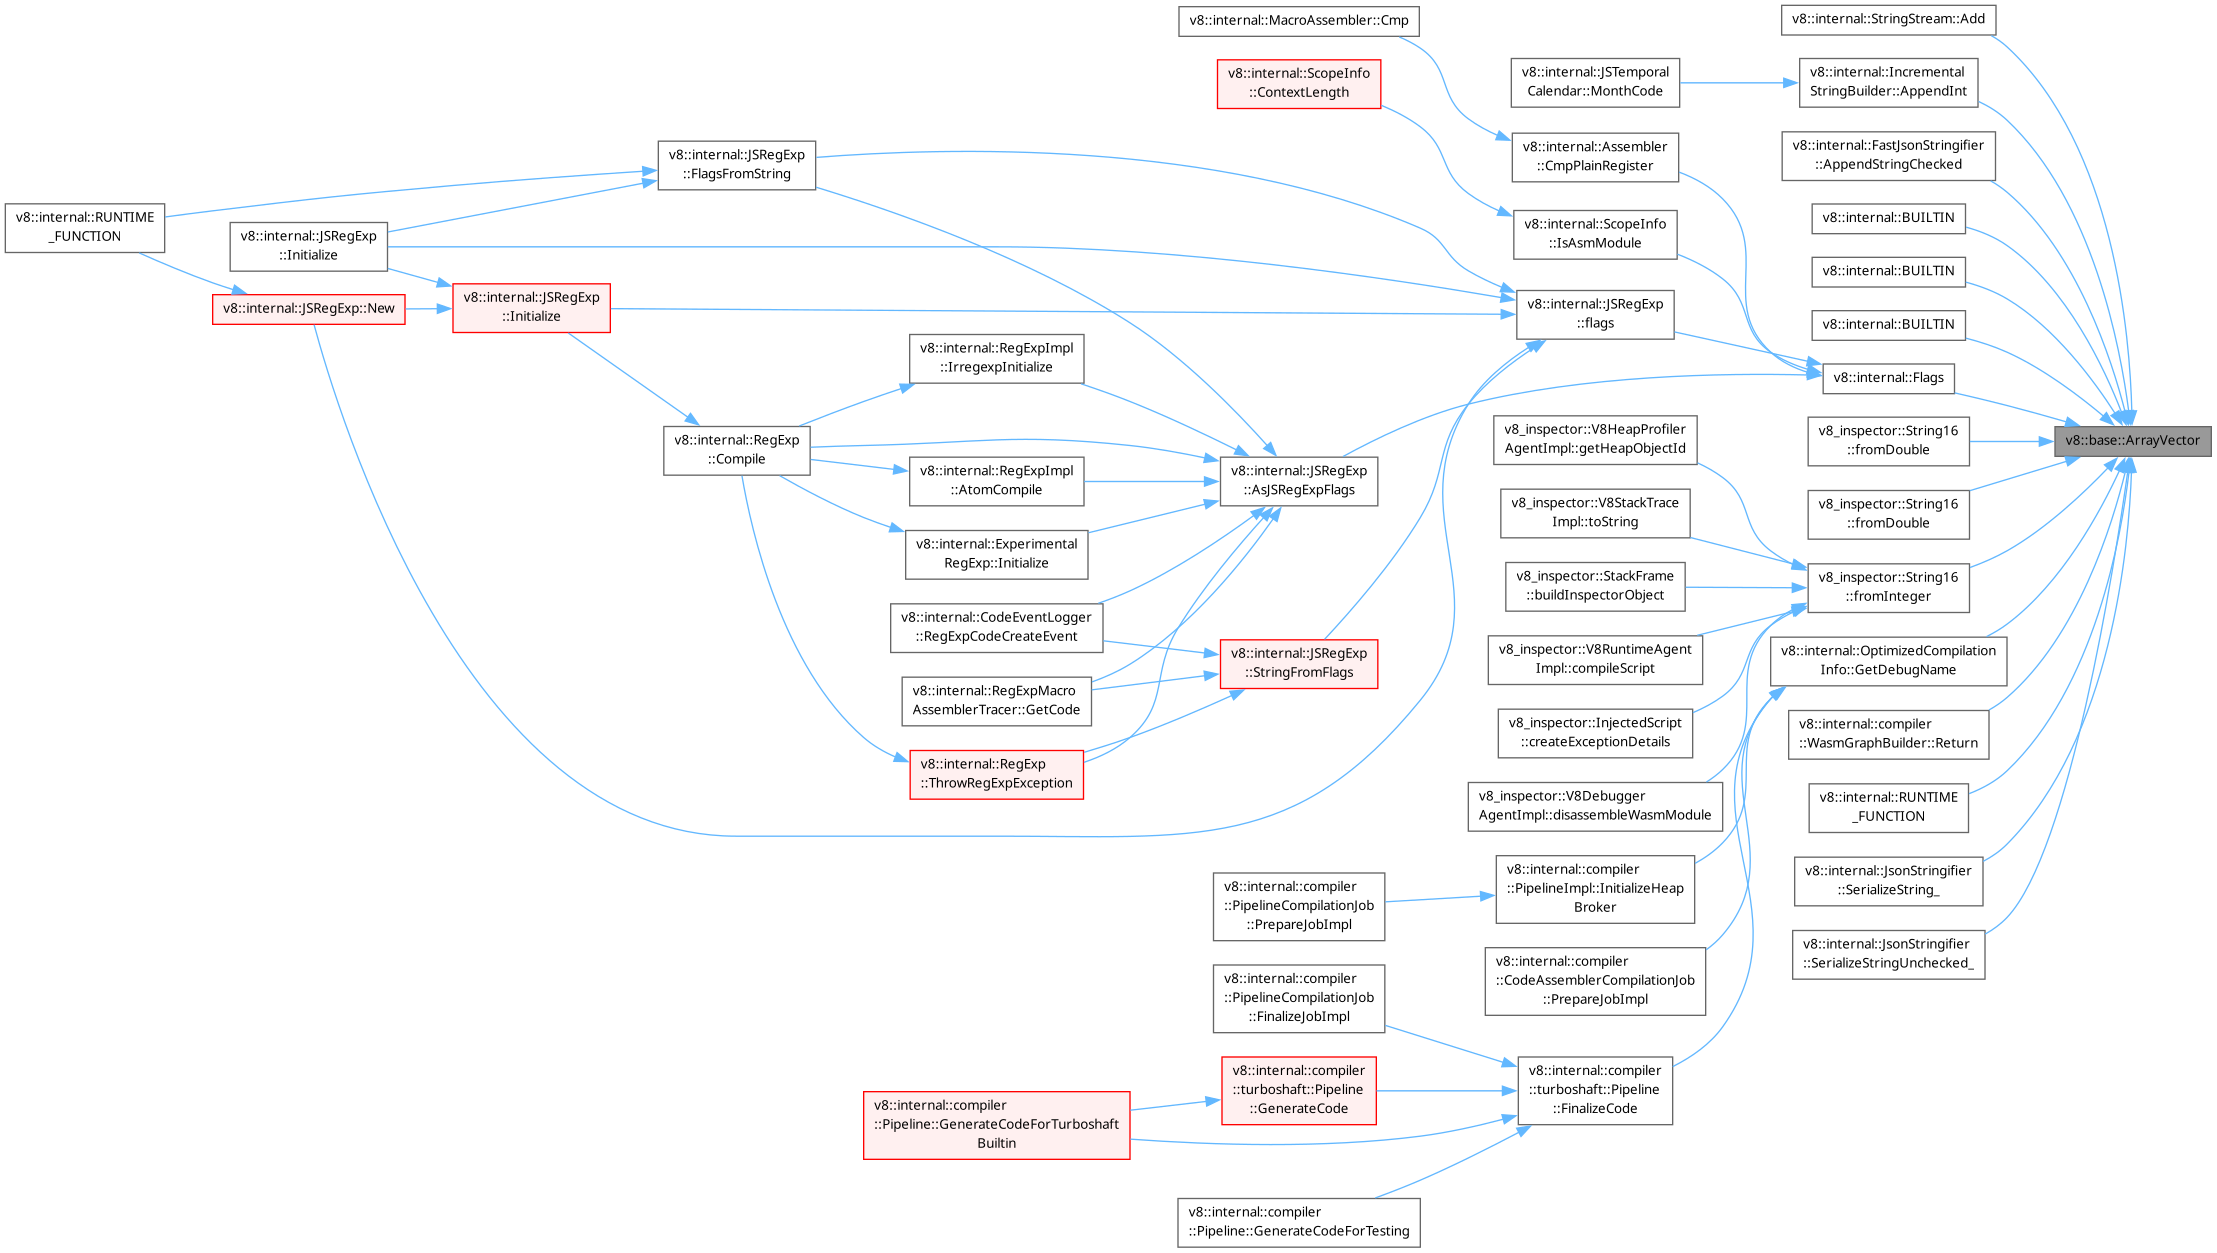 v8::internal::MacroAssembler::Cmp
v8::internal::StringStream::Add
v8::internal::ScopeInfo
::ContextLength
v8::internal::JSTemporal
Calendar::MonthCode
v8::internal::Incremental
StringBuilder::AppendInt
v8::internal::JSRegExp
::FlagsFromString
v8::internal::Assembler
::CmpPlainRegister
v8::internal::FastJsonStringifier
::AppendStringChecked
v8::internal::RUNTIME
_FUNCTION
v8::internal::JSRegExp
::Initialize
v8::internal::ScopeInfo
::IsAsmModule
v8::internal::BUILTIN
v8::internal::BUILTIN
v8::internal::JSRegExp::New
v8::internal::JSRegExp
::Initialize
v8::internal::JSRegExp
::flags
v8::internal::BUILTIN
v8::internal::RegExpImpl
::IrregexpInitialize
v8::internal::Flags
v8::internal::RegExp
::Compile
v8_inspector::V8HeapProfiler
AgentImpl::getHeapObjectId
v8_inspector::String16
::fromDouble
v8::base::ArrayVector
v8::internal::RegExpImpl
::AtomCompile
v8::internal::JSRegExp
::AsJSRegExpFlags
v8_inspector::V8StackTrace
Impl::toString
v8_inspector::String16
::fromDouble
v8::internal::Experimental
RegExp::Initialize
v8_inspector::StackFrame
::buildInspectorObject
v8_inspector::String16
::fromInteger
v8::internal::CodeEventLogger
::RegExpCodeCreateEvent
v8::internal::JSRegExp
::StringFromFlags
v8_inspector::V8RuntimeAgent
Impl::compileScript
v8::internal::OptimizedCompilation
Info::GetDebugName
v8::internal::RegExpMacro
AssemblerTracer::GetCode
v8_inspector::InjectedScript
::createExceptionDetails
v8::internal::compiler
::WasmGraphBuilder::Return
v8::internal::RegExp
::ThrowRegExpException
v8_inspector::V8Debugger
AgentImpl::disassembleWasmModule
v8::internal::RUNTIME
_FUNCTION
v8::internal::compiler
::PipelineCompilationJob
::PrepareJobImpl
v8::internal::compiler
::PipelineImpl::InitializeHeap
Broker
v8::internal::JsonStringifier
::SerializeString_
v8::internal::compiler
::PipelineCompilationJob
::FinalizeJobImpl
v8::internal::compiler
::CodeAssemblerCompilationJob
::PrepareJobImpl
v8::internal::JsonStringifier
::SerializeStringUnchecked_
v8::internal::compiler
::Pipeline::GenerateCodeForTurboshaft
Builtin
v8::internal::compiler
::turboshaft::Pipeline
::GenerateCode
v8::internal::compiler
::turboshaft::Pipeline
::FinalizeCode
v8::internal::compiler
::Pipeline::GenerateCodeForTesting